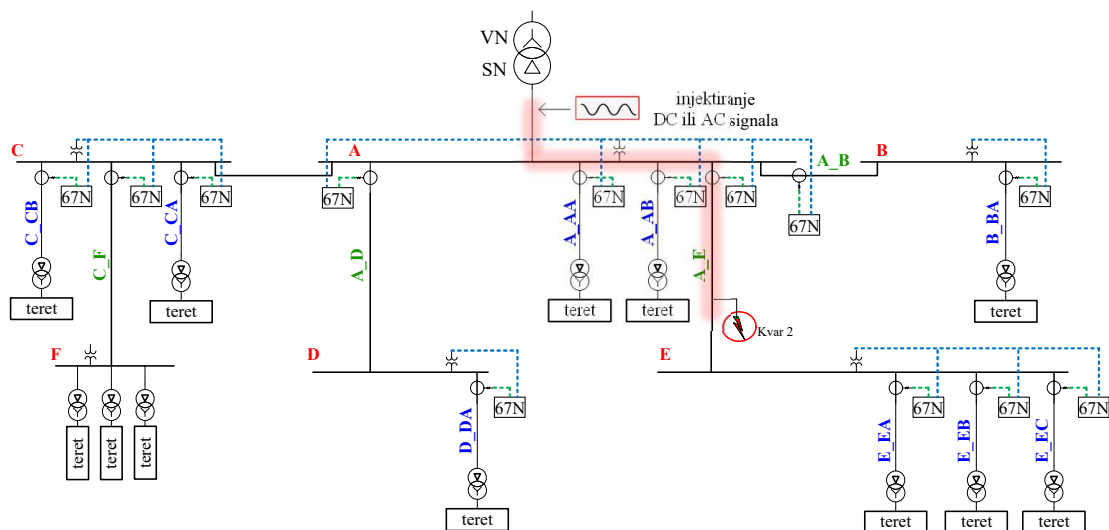 VN
SN
injektiranje
DC ili AC signala
C
A
A_B
B
67N
67N
67N
67N
67N
67N
67N
67N
67N
C_CB
C_F
C_CA
A_D
A_AA
A_AB
A_E
B_BA
teret
teret
teret
teret
teret
Kvar 2
F
D
E
67N
67N
67N
67N
teret
teret
teret
D_DA
E_EA
E_EB
E_EC
teret
teret
teret
teret